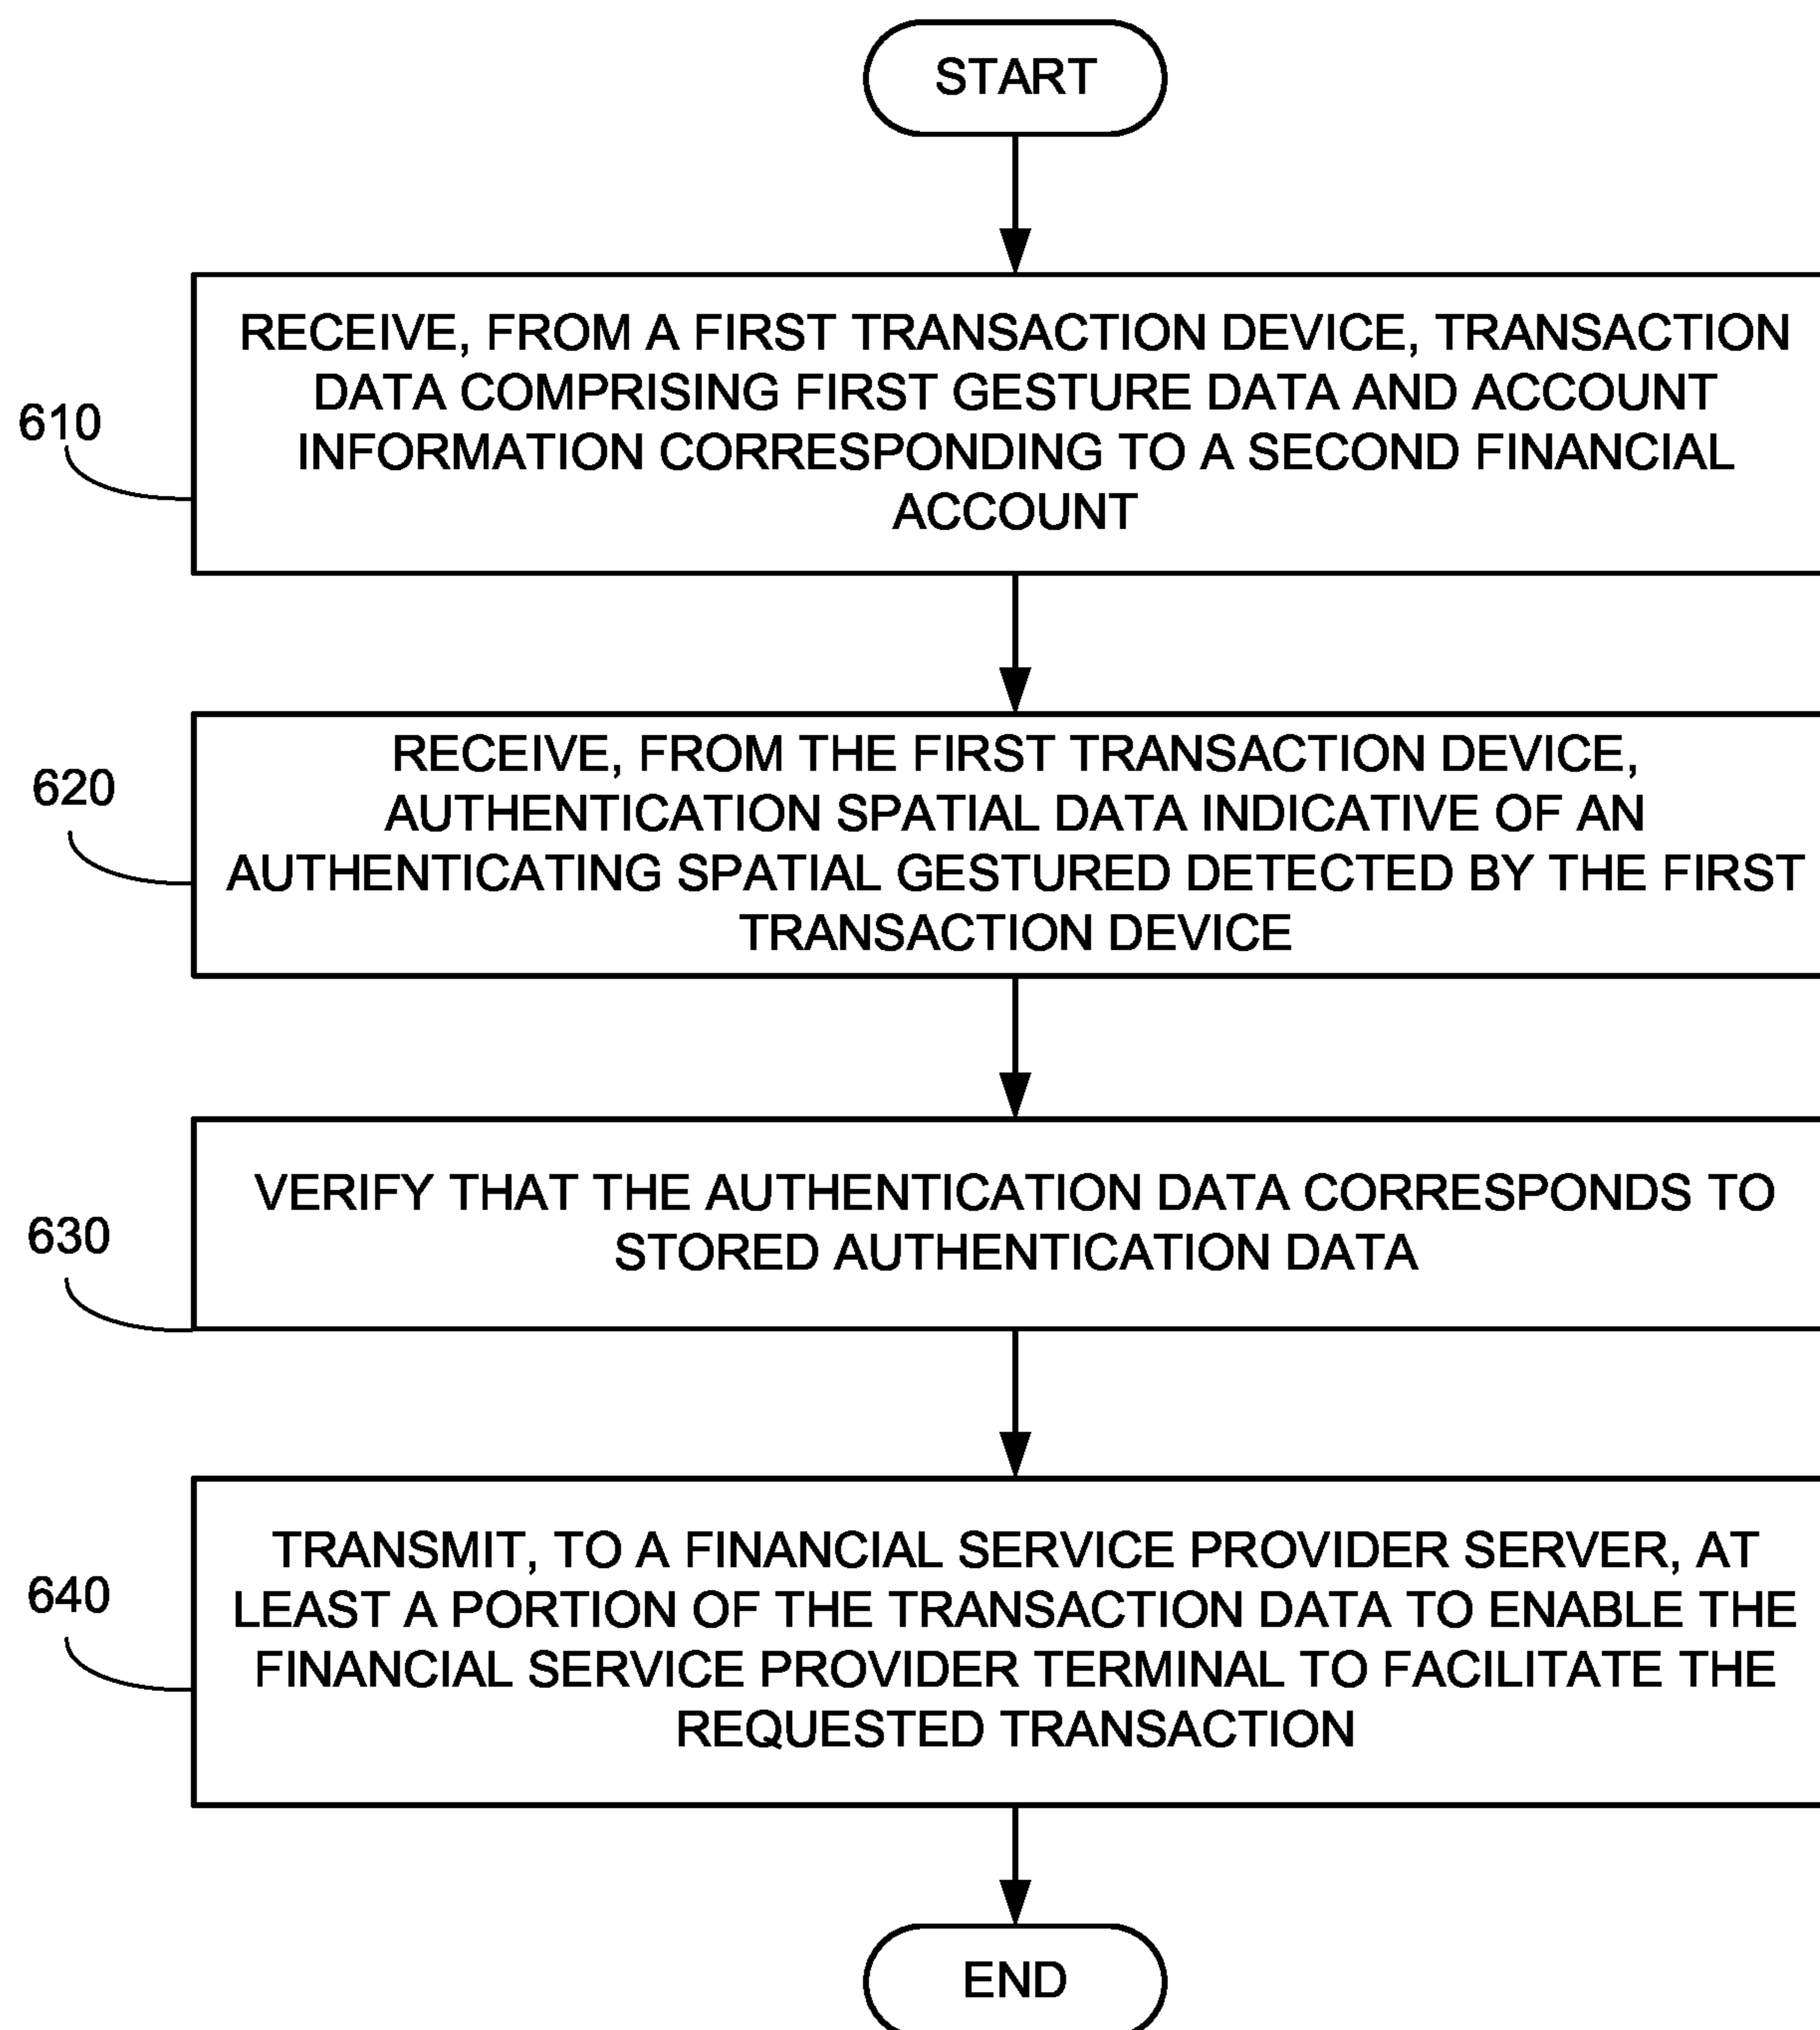 START
RECEIVE, FROM A FIRST TRANSACTION DEVICE, TRANSACTION
DATA COMPRISING FIRST GESTURE DATA AND ACCOUNT
INFORMATION CORRESPONDING TO A SECOND FINANCIAL
ACCOUNT
610
RECEIVE, FROM THE FIRST TRANSACTION DEVICE,
AUTHENTICATION SPATIAL DATA INDICATIVE OF AN
AUTHENTICATING SPATIAL GESTURED DETECTED BY THE FIRST
TRANSACTION DEVICE
620
VERIFY THAT THE AUTHENTICATION DATA CORRESPONDS TO
STORED AUTHENTICATION DATA
630
TRANSMIT, TO A FINANCIAL SERVICE PROVIDER SERVER, AT
LEAST A PORTION OF THE TRANSACTION DATA TO ENABLE THE
FINANCIAL SERVICE PROVIDER TERMINAL TO FACILITATE THE
REQUESTED TRANSACTION
640
END